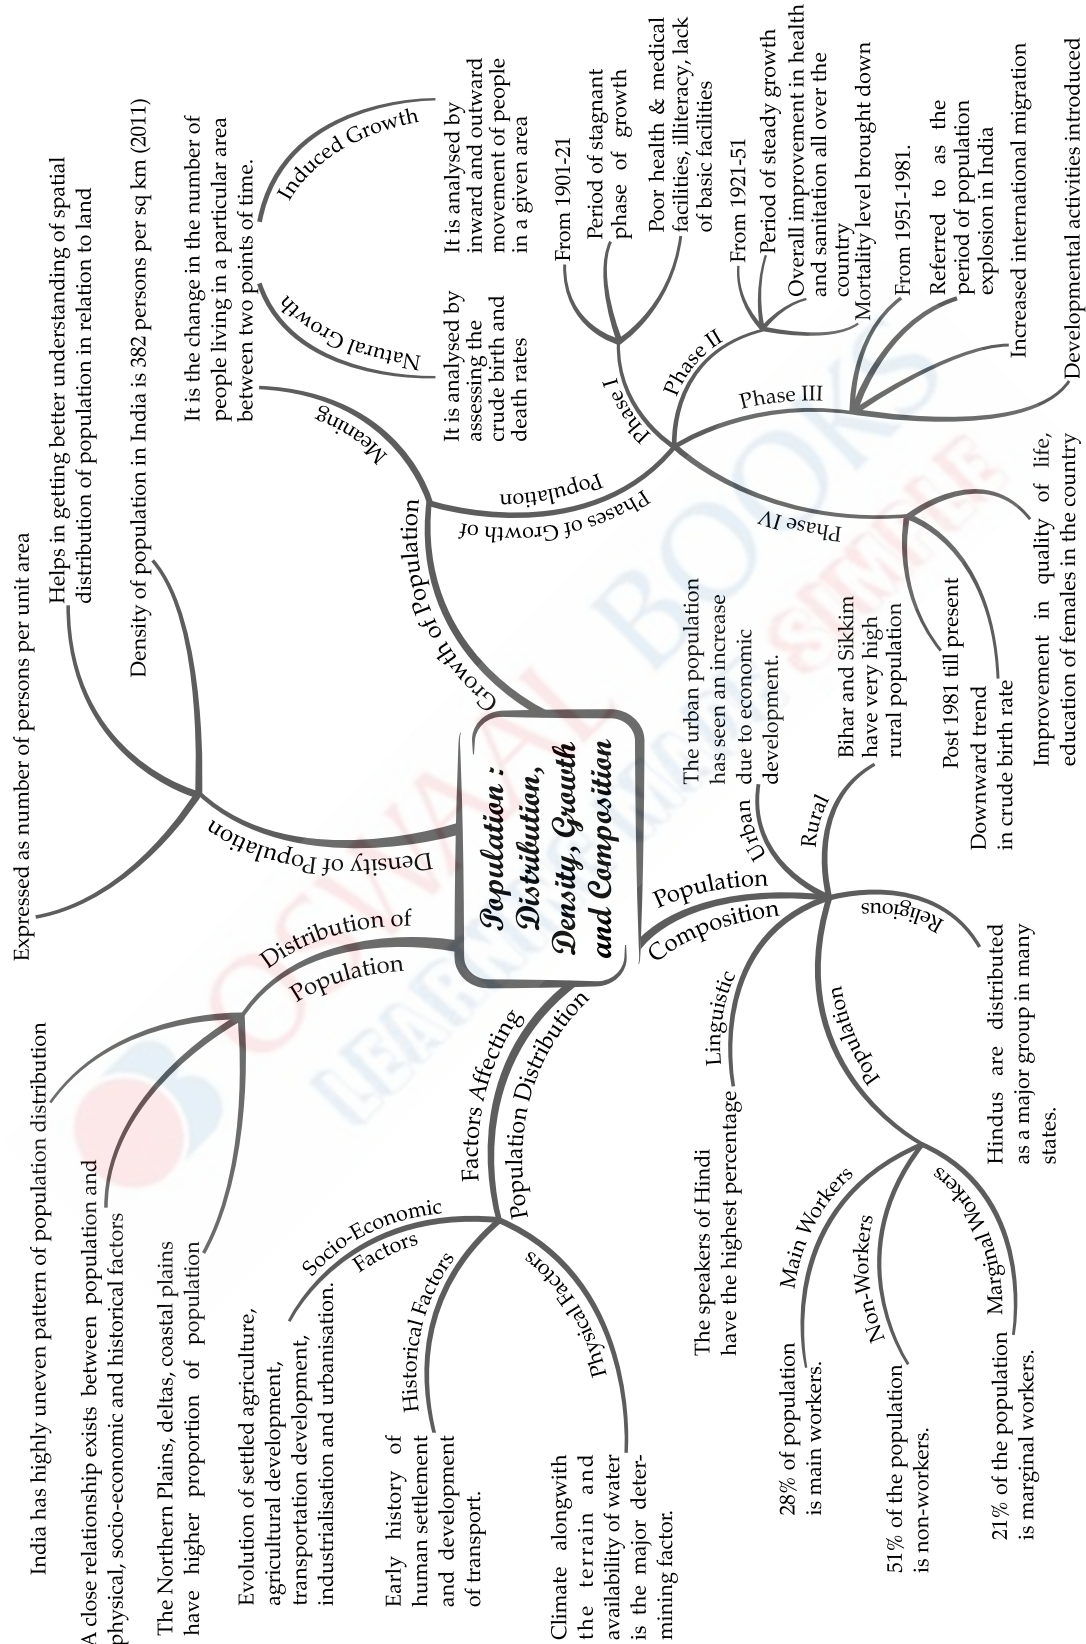 Population :
Distribution,
Density, Growth
and Composition
Distribution of
Population
India has highly uneven pattern of population distribution
A close relationship exists between population and
physical, socio-economic and historical factors
The Northern Plains, deltas, coastal plains
have higher proportion of population
Density of Population
Expressed as number of persons per unit area
Helps in getting better understanding of spatial
distribution of population in relation to land
Density of population in India is 382 persons per sq km (2011)
Growth of Population
Meaning
It is the change in the number of
people living in a particular area
between two points of time.
Natural Growth
It is analysed by
assessing the
crude birth and
death rates
Induced Growth
It is analysed by
inward and outward
movement of people
in a given area
Phases of Growth of
Population
Phase I
From 1901-21
Period of stagnant
phase of growth
Poor health & medical
facilities, illiteracy, lack
of basic facilities
Phase II
From 1921-51
Period of steady growth
Overall improvement in health
and sanitation all over the
country
Mortality level brought down
Phase III
From 1951-1981.
Referred to as the
period of population
explosion in India
Increased international migration
Developmental activities introduced
Phase IV
Post 1981 till present
Downward trend
in crude birth rate
Improvement in quality of life,
education of females in the country
Factors Affecting
Population Distribution
Socio-Economic
Factors
Evolution of settled agriculture,
agricultural development,
transportation development,
industrialisation and urbanisation.
Historical Factors
Early history of
human settlement
and development
of transport.
Physical Factors
Climate alongwith
the terrain and
availability of water
is the major deter-
mining factor.
Population
Composition
Urban
The urban population
has seen an increase
due to economic
development.
Rural
Bihar and Sikkim
have very high
rural population
Religious
Hindus are distributed
as a major group in many
states.
Linguistic
The speakers of Hindi
have the highest percentage
Population
Main Workers
28% of population
is main workers.
Non-Workers
51% of the population
is non-workers.
Marginal Workers
21% of the population
is marginal workers.
OSWAAL BOOKS
LEARNING MADE SIMPLE